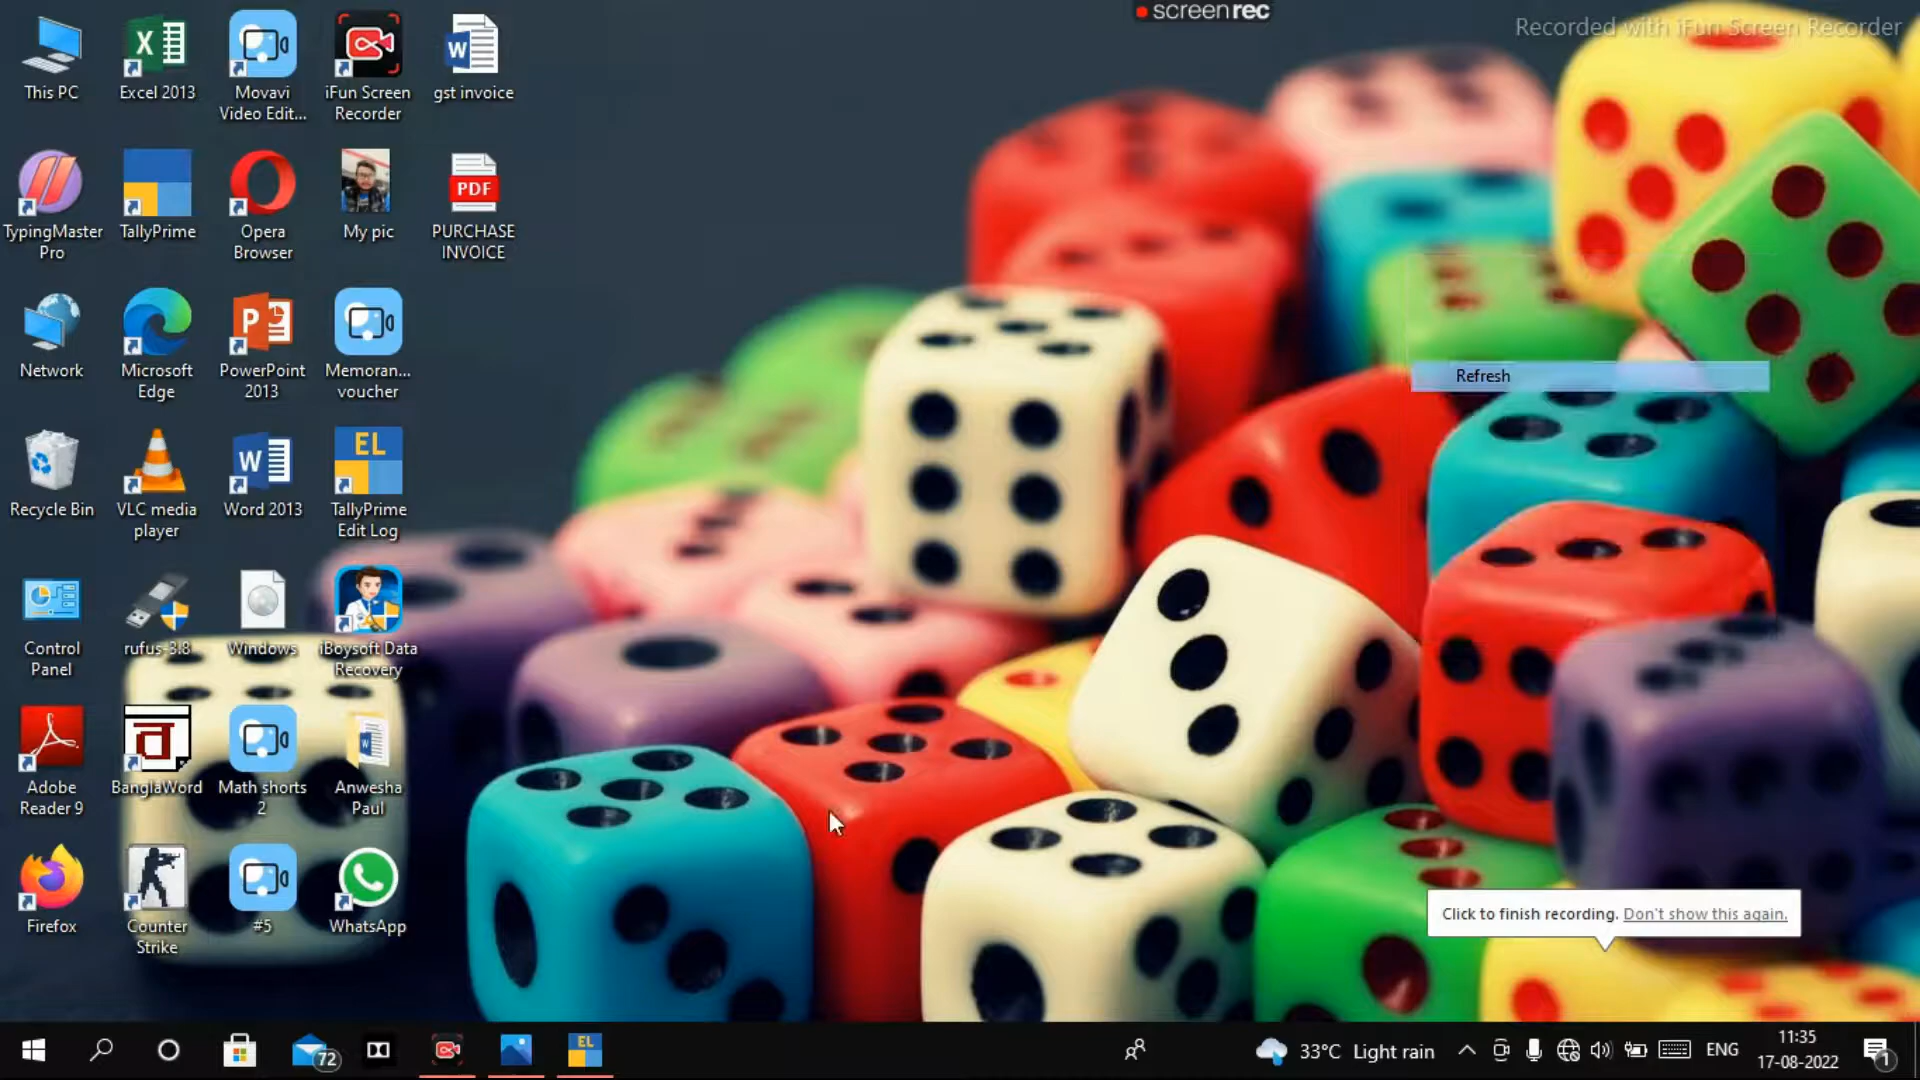 screenrec
Recorded with iFun Screen Recorder
This PC
Excel 2013
Movavi
Video Edit...
iFun Screen
Recorder
gst invoice
TypingMaster
Pro
TallyPrime
Opera
Browser
My pic
PDF
PURCHASE
INVOICE
Network
Microsoft
Edge
PowerPoint
2013
Memoran...
voucher
Refresh
Recycle Bin
VLC media
player
Word 2013
EL
TallyPrime
Edit Log
Control
Panel
rufus-3.8
Windows
iBoysoft Data
Recovery
Adobe
Reader 9
BanglaWord
Math shorts
2
Anwesha
Paul
Firefox
Counter
Strike
#5
WhatsApp
Click to finish recording. Don't show this again.
72
EL
33°C Light rain
ENG
11:35
17-08-2022
1